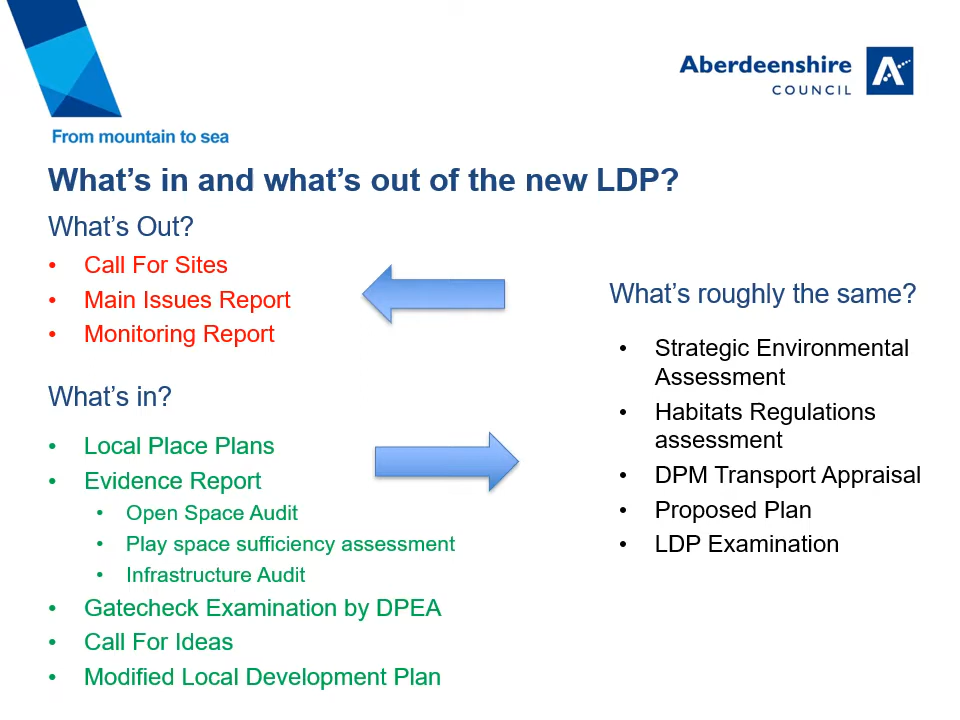 Aberdeenshire
COUNCIL
From mountain to sea
What's in and what's out of the new LDP?
What's Out?
• Call For Sites
• Main Issues Report
• Monitoring Report
What's in?
• Local Place Plans
• Evidence Report
• Open Space Audit
• Play space sufficiency assessment
• Infrastructure Audit
• Gatecheck Examination by DPEA
• Call For Ideas
• Modified Local Development Plan
What's roughly the same?
• Strategic Environmental
Assessment
• Habitats Regulations
assessment
• DPM Transport Appraisal
• Proposed Plan
• LDP Examination